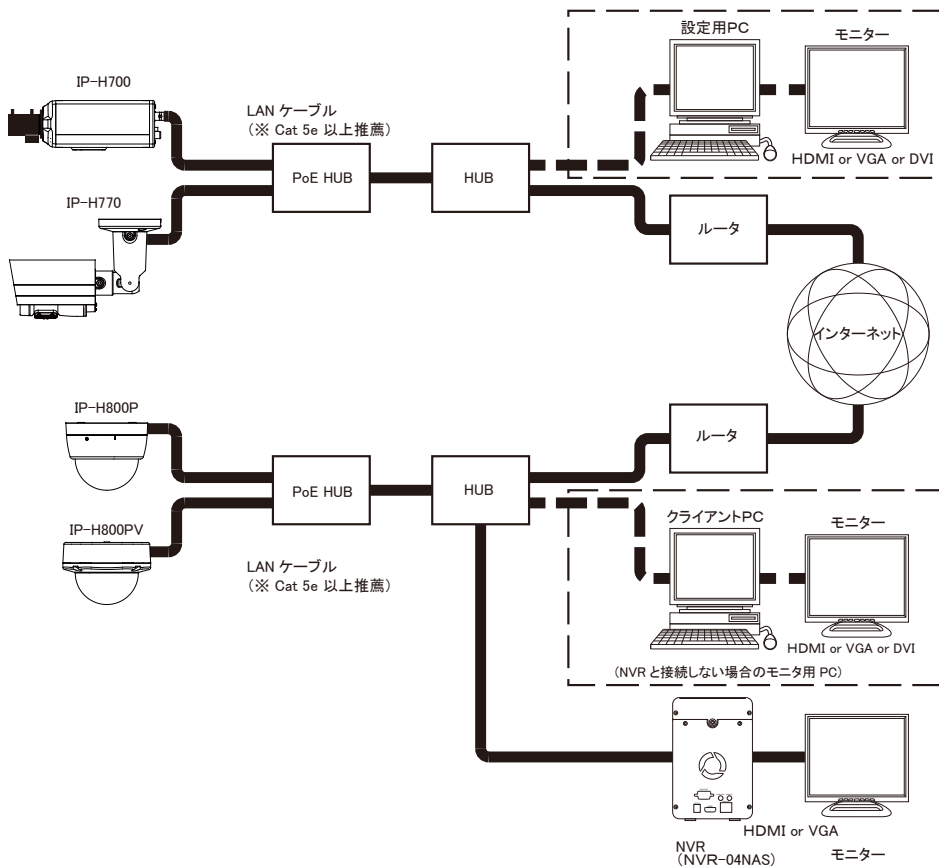 設定用PC
モニター
IP-H700
LAN ケーブル
（※ Cat 5e 以上推薦）
HDMI or VGA or DVI
PoE HUB
HUB
IP-H770
ルータ
インターネット
IP-H800P
ルータ
PoE HUB
HUB
クライアントPC
モニター
IP-H800PV
LAN ケーブル
（※ Cat 5e 以上推薦）
HDMI or VGA or DVI
（NVR と接続しない場合のモニタ用 PC）
HDMI or VGA
NVR
（NVR-04NAS）
モニター